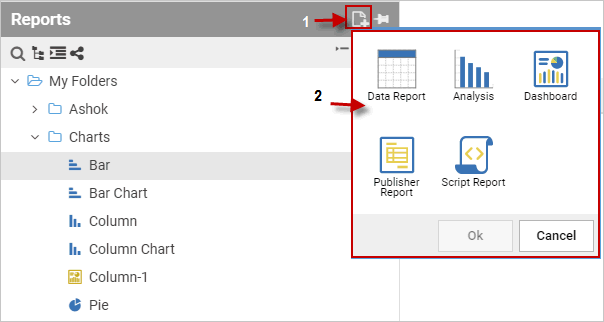 Reports
1
My Folders
Ashok
Charts
Bar
Bar Chart
Column
Column Chart
Column-1
Pie
2
Data Report
Analysis
Dashboard
Publisher
Report
Script Report
Ok
Cancel